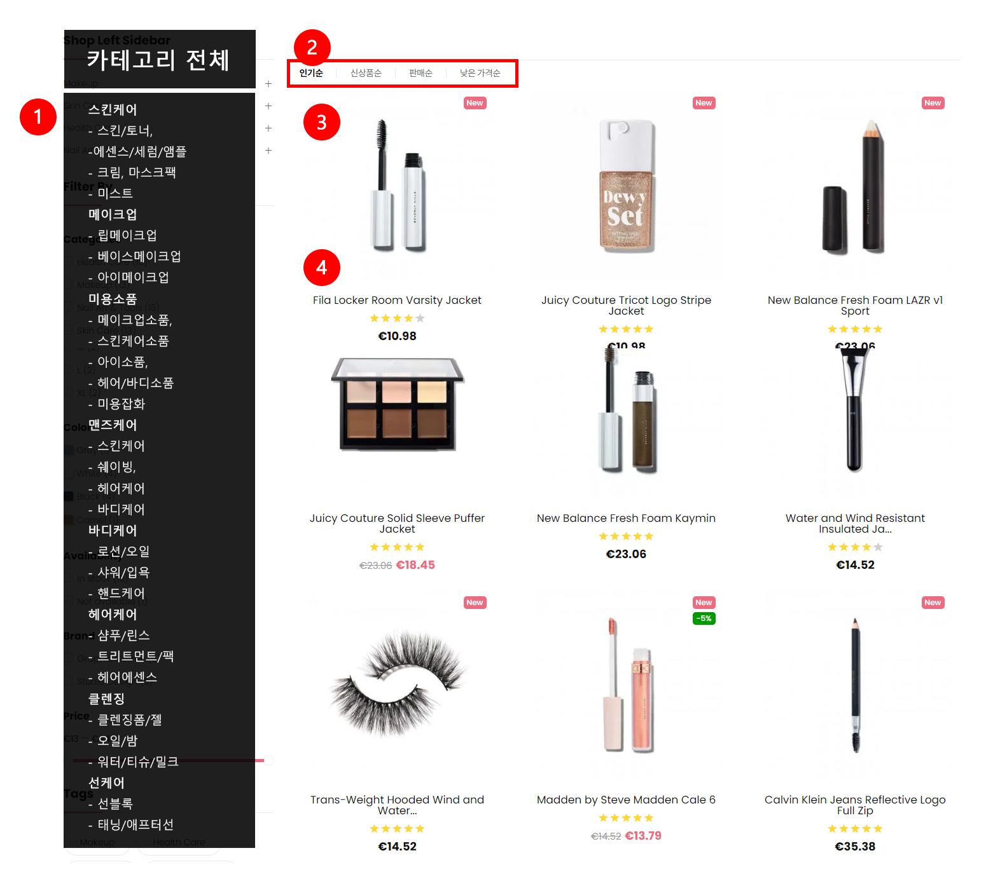 Shop Left Sidebar
카테고리 전체
Makeup
1
스킨케어
- 스킨/토너,
-에센스/세럼/앰플
- 크림, 마스크팩
Filter By
- 미스트
메이크업
- 립메이크업
- 베이스메이크업
- 아이메이크업
미용소품
- 메이크업소품,
- 스킨케어소품
- 아이소품,
L (2)
- 헤어/바디소품
XL (2)
- 미용잡화
맨즈케어
- 스킨케어
- 쉐이빙,
- 헤어케어
- 바디케어
바디케어
- 로션/오일
- 샤워/입욕
- 핸드케어
헤어케어
- 샴푸/린스
Brand
- 트리트먼트/팩
- 헤어에센스
클렌징
- 클렌징폼/젤
Price
- 오일/밤
- 워터/티슈/밀크
선케어
Tags
- 선블록
- 태닝/애프터선
Makeup
Health Care
2
인기순
신상품순
판매순
낮은 가격순
3
New
New
Dewy
Set
New
4
Fila Locker Room Varsity Jacket
€10.98
Juicy Couture Tricot Logo Stripe
Jacket
€10.98
New Balance Fresh Foam LAZR v1
Sport
€23.06
Juicy Couture Solid Sleeve Puffer
Jacket
€23.06 €18.45
New Balance Fresh Foam Kaymin
€23.06
Water and Wind Resistant
Insulated Ja...
€14.52
New
New
-5%
New
Trans-Weight Hooded Wind and
Water...
€14.52
Madden by Steve Madden Cale 6
€14.52 €13.79
Calvin Klein Jeans Reflective Logo
Full Zip
€35.38